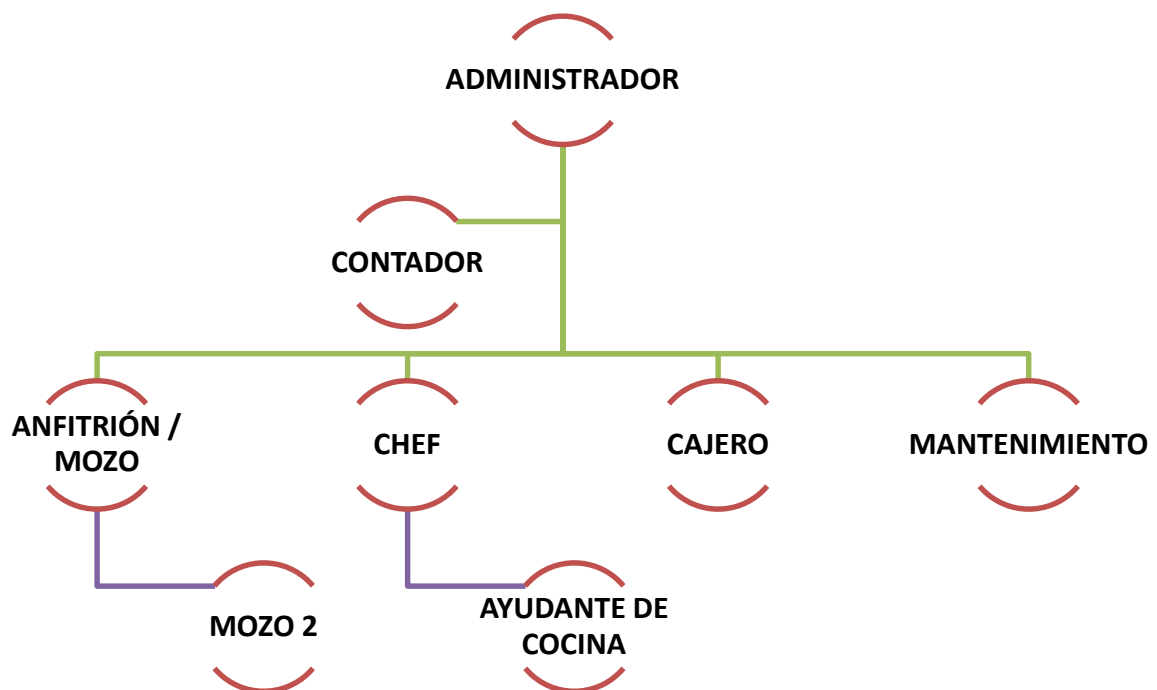 ADMINISTRADOR
CONTADOR
ANFITRIÓN /
MOZO
CHEF
CAJERO
MANTENIMIENTO
MOZO 2
AYUDANTE DE
COCINA